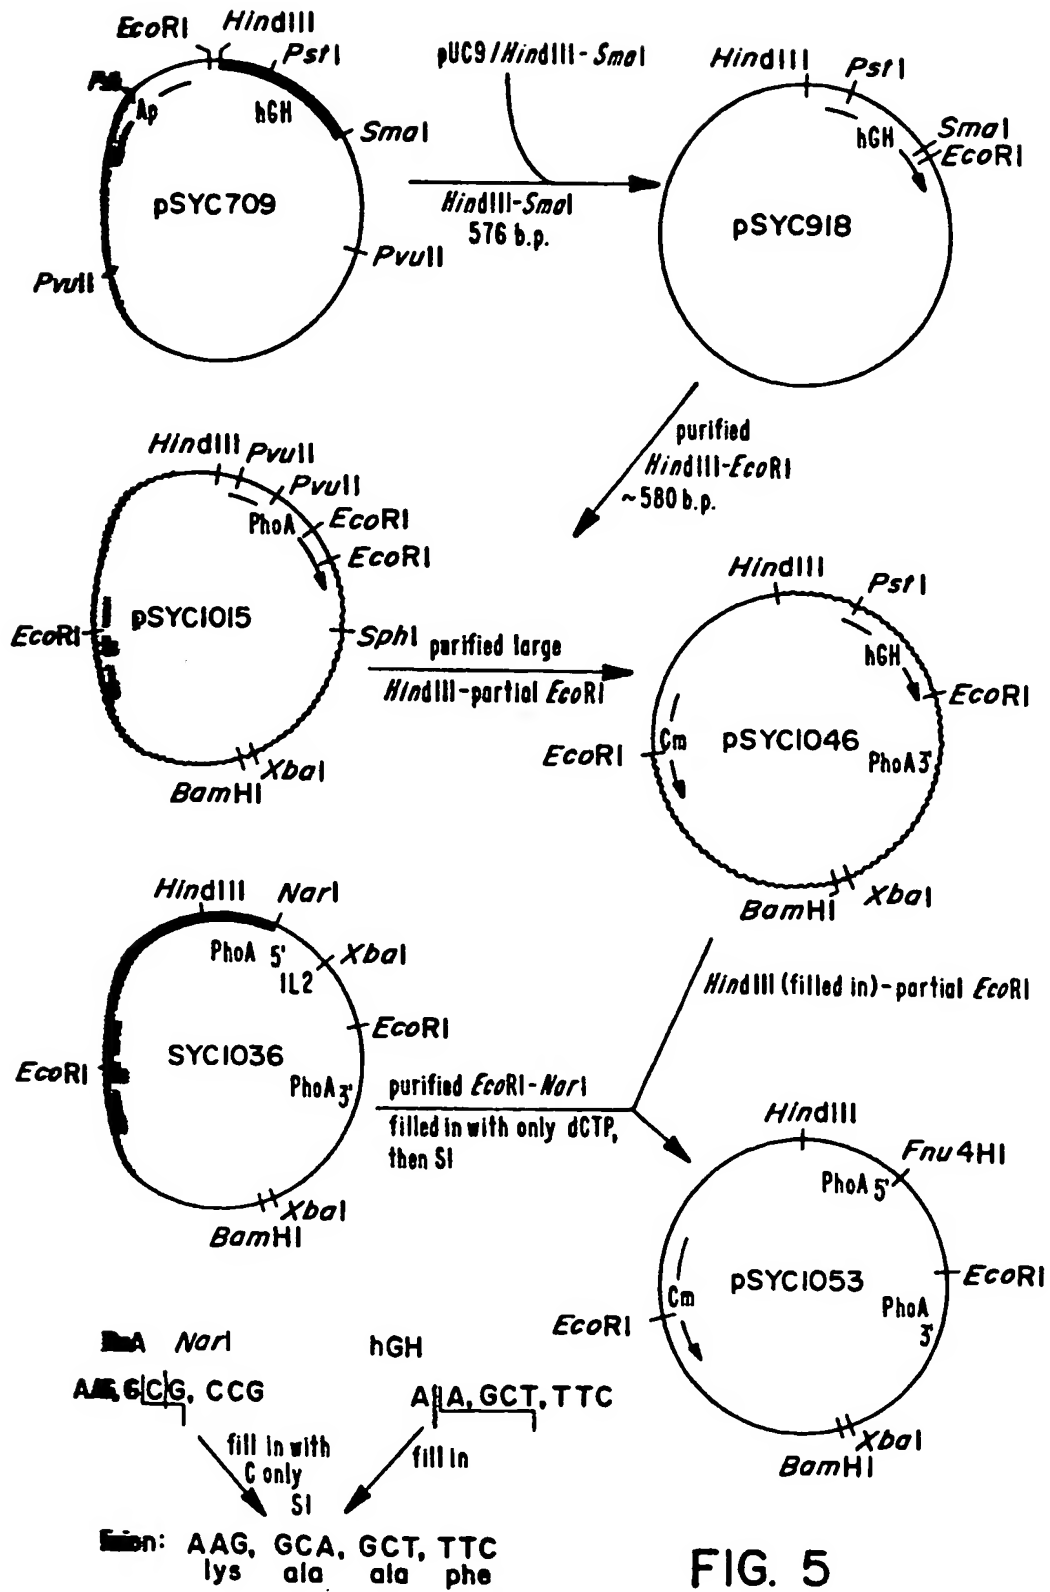 EcoRI HindIII
PstI
Ap
hGH
SmaI
pSYC709
PvuII
PvuII
pUC9/HindIII-SmaI
HindIII-SmaI
576 b.p.
HindIII
PstI
hGH
SmaI
EcoRI
pSYC918
purified
HindIII-EcoRI
~580 b.p.
HindIII
PvuII
PvuII
PhoA
EcoRI
EcoRI
pSYC1015
EcoRI
SphI
XbaI
BamHI
purified large
HindIII-partial EcoRI
HindIII
PstI
hGH
EcoRI
Cm
pSYC1046
EcoRI
PhoA3'
XbaI
BamHI
HindIII (filled in)-partial EcoRI
HindIII NarI
PhoA 5'
IL2
XbaI
EcoRI
SYC1036
EcoRI
PhoA3'
XbaI
BamHI
purified EcoRI-NarI
filled in with only dCTP,
then SI
HindIII
Fnu4HI
PhoA 5'
EcoRI
pSYC1053
Cm
EcoRI
PhoA
3'
XbaI
BamHI
NarI
hGH
CG, CCG
AA, GCT, TTC
fill in with
C only
SI
fill in
AAG, GCA, GCT, TTC
lys ala ala phe
FIG. 5